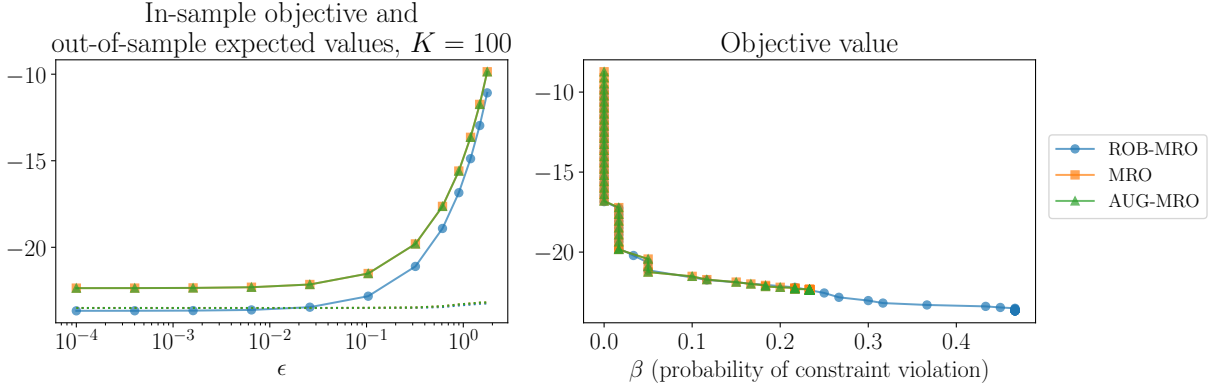 In-sample objective and
out-of-sample expected values, K = 100
−10
−15
−20
10⁻⁴
10⁻³
10⁻²
10⁻¹
10⁰
ϵ
Objective value
−10
−15
−20
0.0
0.1
0.2
0.3
0.4
β (probability of constraint violation)
ROB-MRO
MRO
AUG-MRO